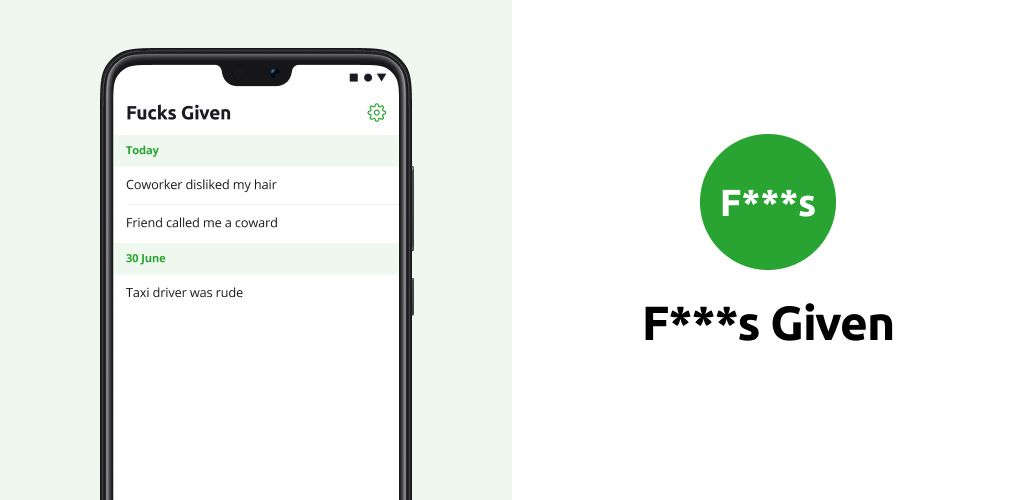 Fucks Given
Today
Coworker disliked my hair
Friend called me a coward
30 June
Taxi driver was rude
F***s
F***s Given